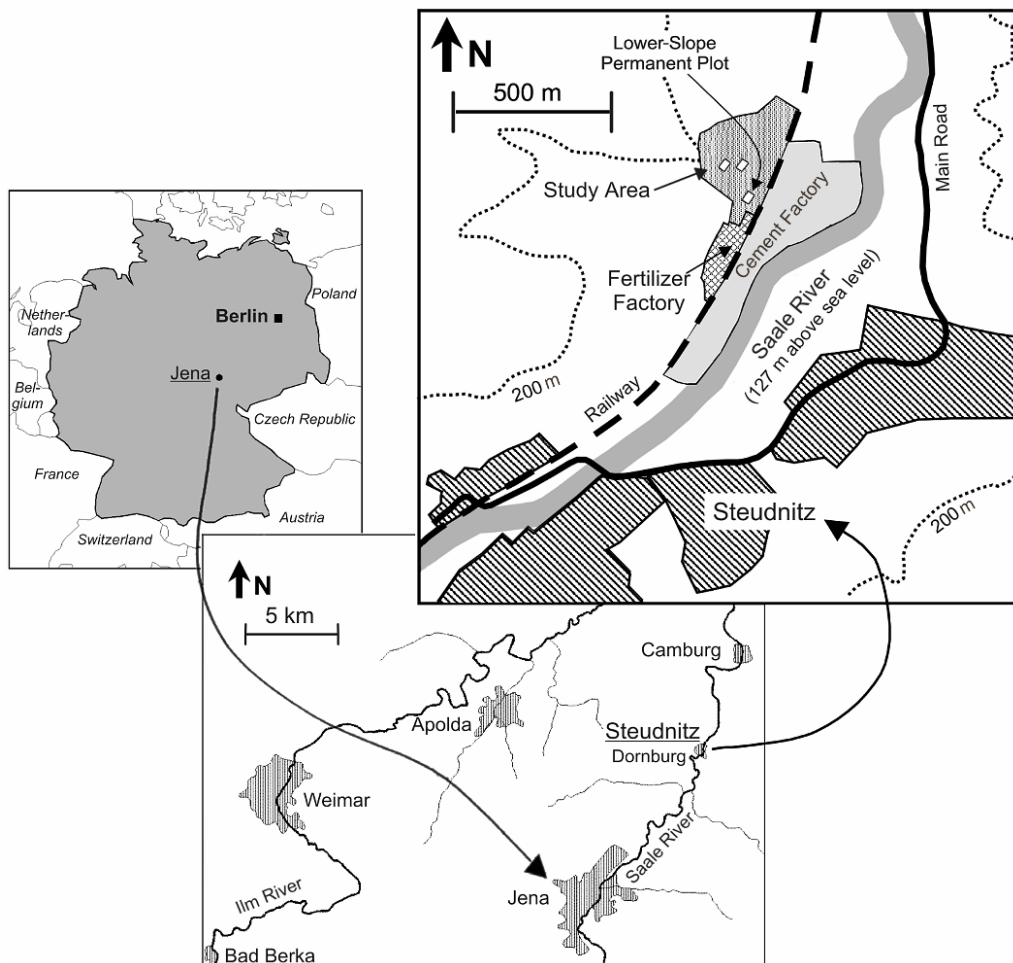 N
500 m
Lower-Slope
Permanent Plot
Main Road
Study Area
Cement Factory
Fertilizer
Factory
Saale River
(127 m above sea level)
200 m
Railway
Steudnitz
200 m
Nether-
lands
Poland
Berlin
Jena
Bel-
gium
Czech Republic
France
Austria
Switzerland
N
5 km
Camburg
Apolda
Steudnitz
Dornburg
Weimar
Saale River
Jena
Ilm River
Bad Berka